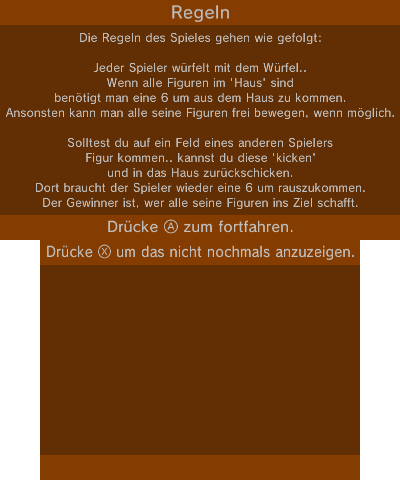 Regeln
Die Regeln des Spieles gehen wie gefolgt:
Jeder Spieler würfelt mit dem Würfel..
Wenn alle Figuren im 'Haus' sind
benötigt man eine 6 um aus dem Haus zu kommen.
Ansonsten kann man alle seine Figuren frei bewegen, wenn möglich.
Solltest du auf ein Feld eines anderen Spielers
Figur kommen.. kannst du diese 'kicken'
und in das Haus zurückschicken.
Dort braucht der Spieler wieder eine 6 um rauszukommen.
Der Gewinner ist, wer alle seine Figuren ins Ziel schafft.
Drücke Ⓐ zum fortfahren.
Drücke Ⓧ um das nicht nochmals anzuzeigen.